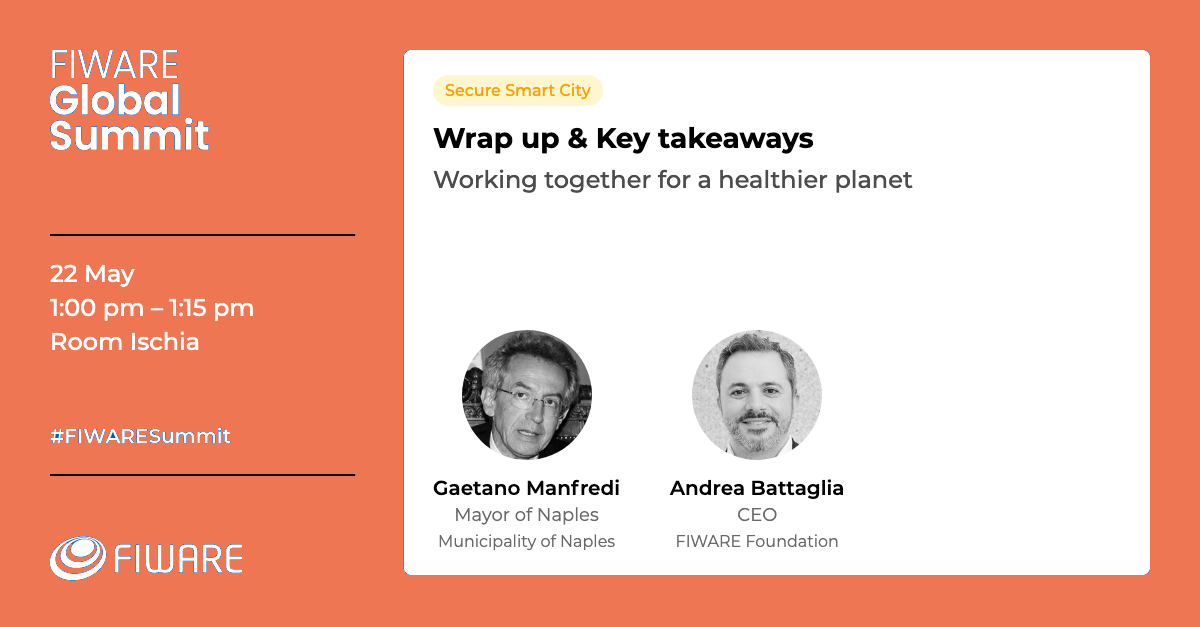 FIWARE
Global
Summit
22 May
1:00 pm – 1:15 pm
Room Ischia
#FIWARESummit
FIWARE
Secure Smart City
Wrap up & Key takeaways
Working together for a healthier planet
Gaetano Manfredi
Mayor of Naples
Municipality of Naples
Andrea Battaglia
CEO
FIWARE Foundation